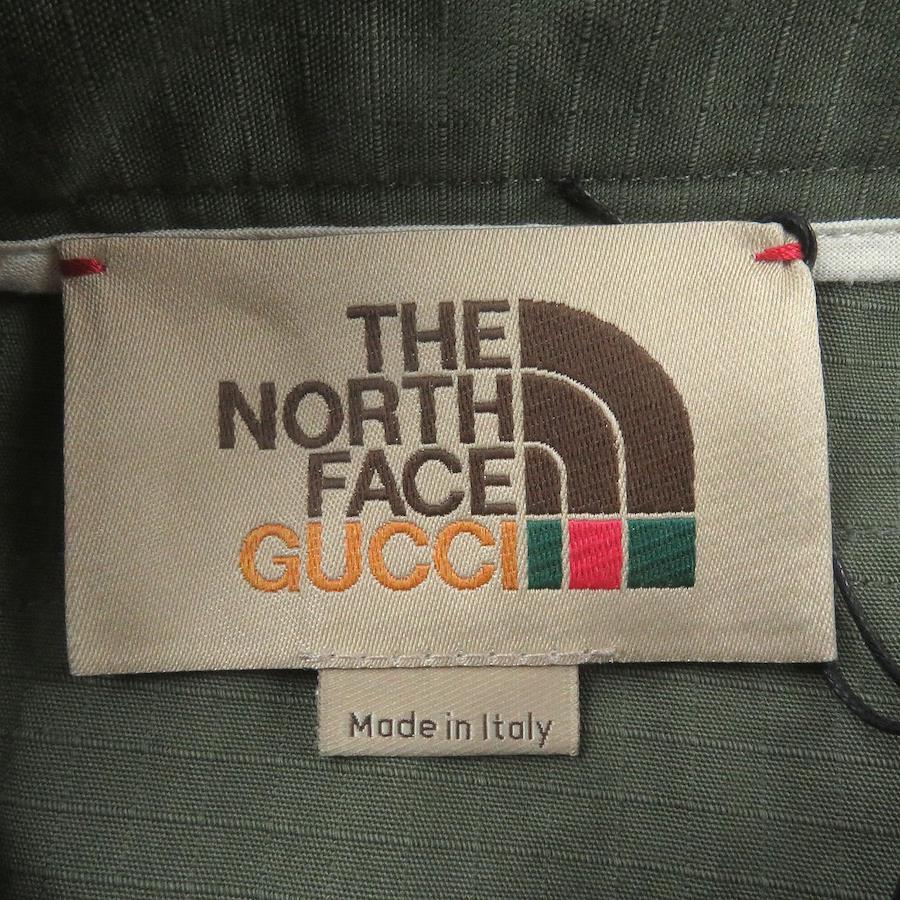 THE
NORTH
FACE
GUCCI
Made in Italy